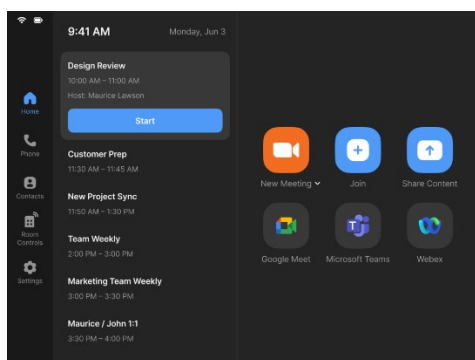 9:41 AM
Monday, Jun 3
Home
Phone
Contacts
Room
Controls
Settings
Design Review
10:00 AM – 11:00 AM
Host: Maurice Lawson
Start
Customer Prep
11:30 AM – 11:45 AM
New Project Sync
11:50 AM – 1:30 PM
Team Weekly
2:00 PM – 3:00 PM
Marketing Team Weekly
3:00 PM – 3:30 PM
Maurice / John 1:1
3:30 PM – 4:00 PM
New Meeting
Join
Share Content
Google Meet
Microsoft Teams
Webex